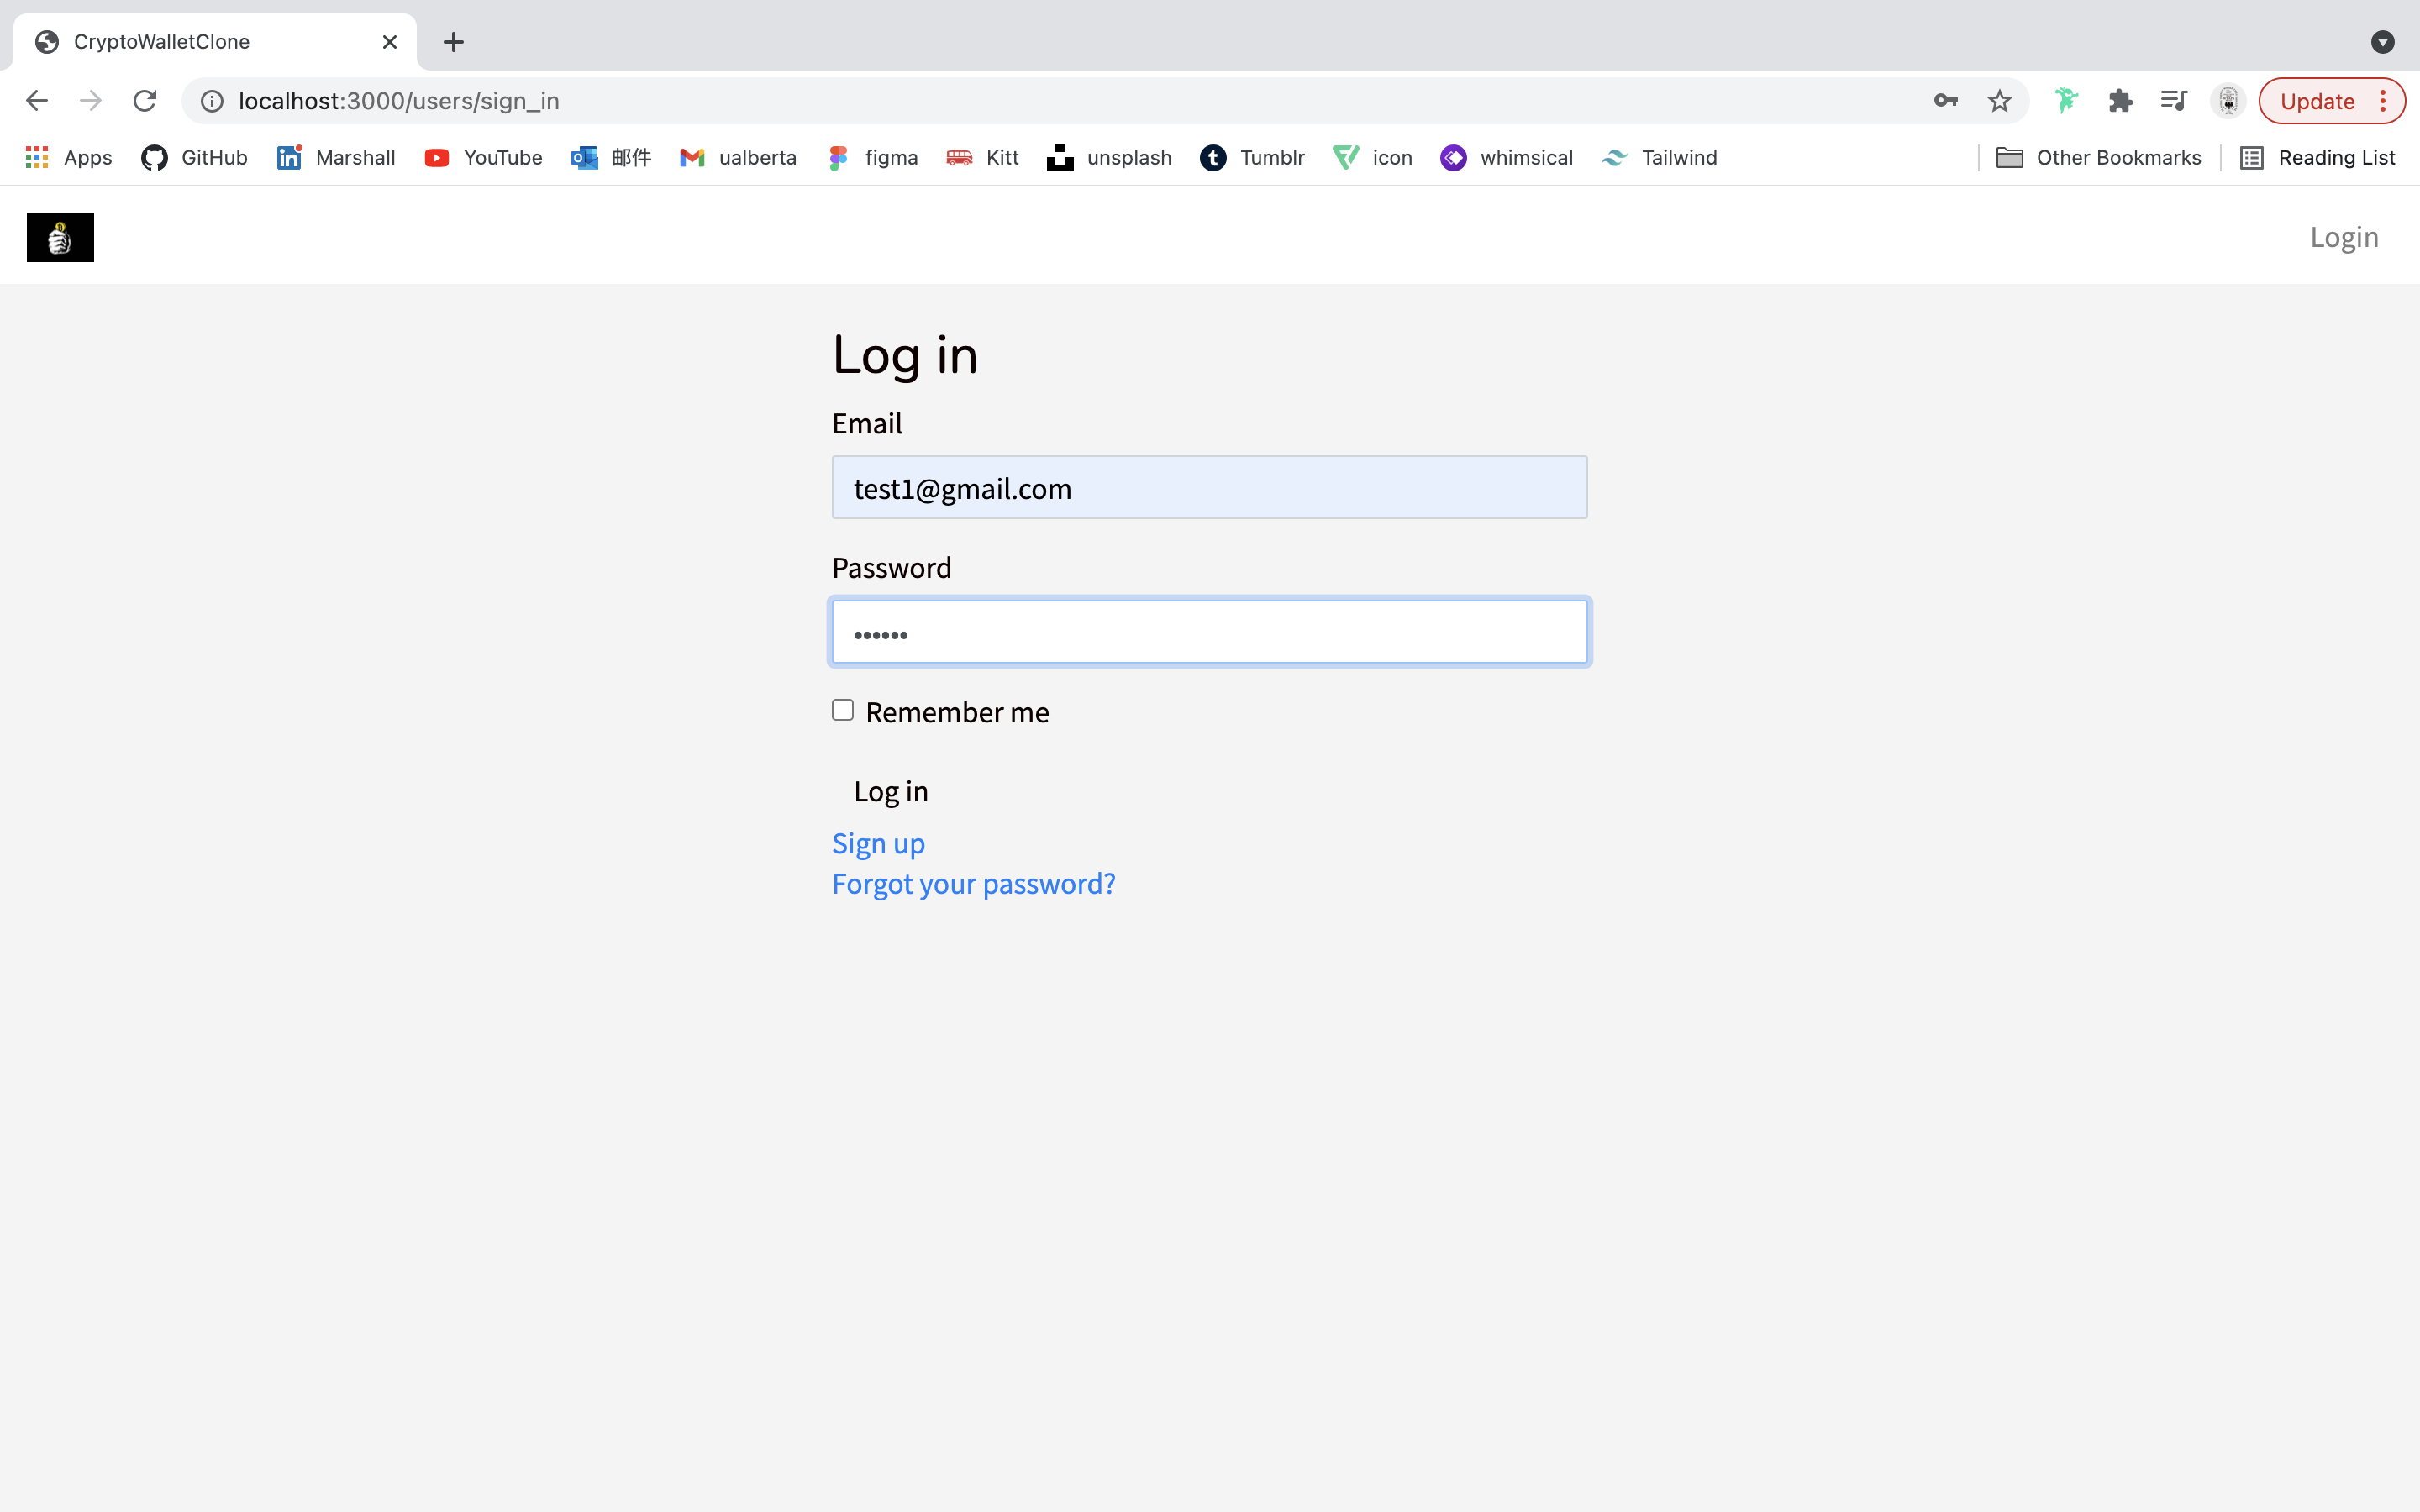 CryptoWalletClone
localhost:3000/users/sign_in
Update
Apps GitHub Marshall YouTube 邮件 ualberta figma Kitt unsplash Tumblr icon whimsical Tailwind Other Bookmarks Reading List
Login
Log in
Email
test1@gmail.com
Password
••••••
Remember me
Log in
Sign up
Forgot your password?